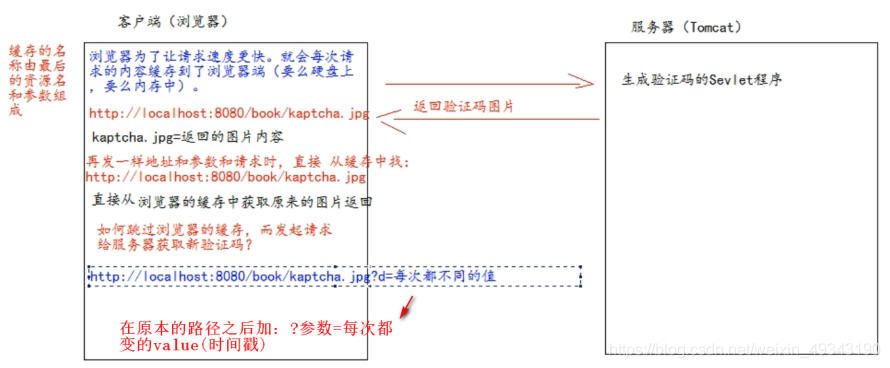 客户端（浏览器）
服务器（Tomcat）
缓存的名
称由最后
的资源名
和参数组
成
浏览器为了让请求速度更快。就会每次请
求的内容缓存到了浏览器端（要么硬盘上
，要么内存中）。
http://localhost:8080/book/kaptcha.jpg
kaptcha.jpg=返回的图片内容
再发一样地址和参数和请求时，直接 从缓存中找：
http://localhost:8080/book/kaptcha.jpg
直接从 浏览器的缓存中获取原来的图片返回
如何跳过浏览器的缓存，而发起请求
给服务器获取新验证码？
http://localhost:8080/book/kaptcha.jpg?d=每次都不同的值
在原本的路径之后加：?参数=每次都
变的value(时间戳)
返回验证码图片
生成验证码的Sevlet程序
https://blog.csdn.net/weixin_49343190